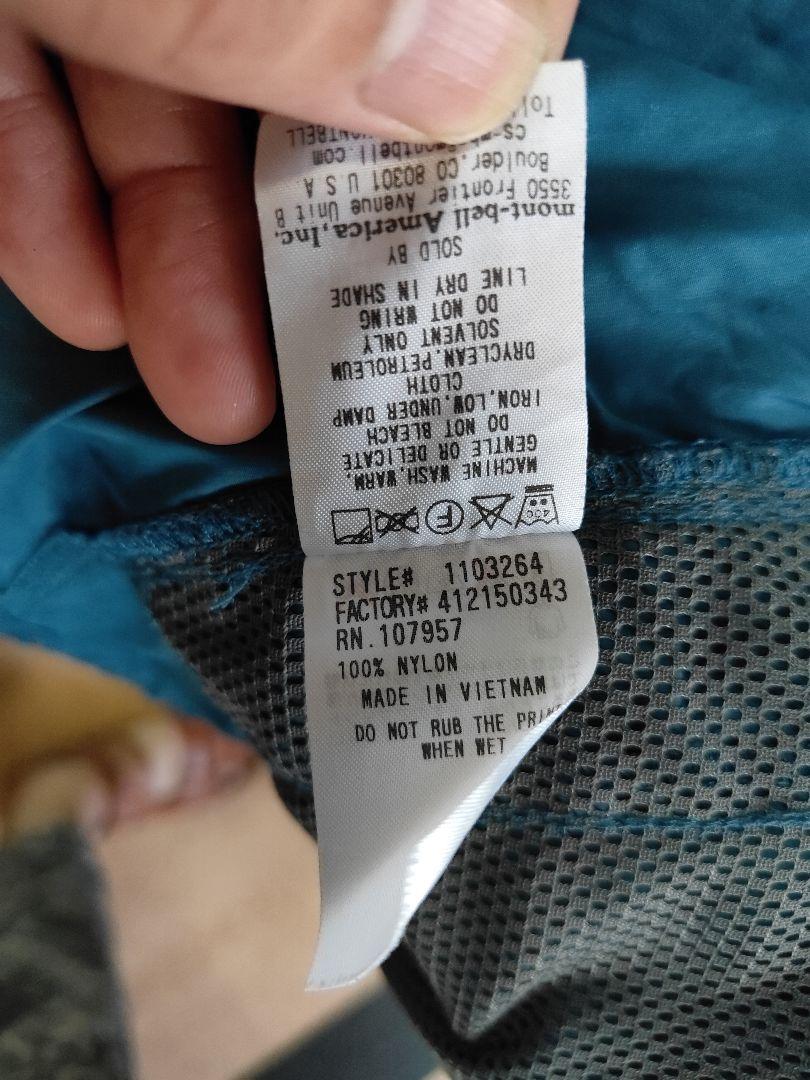 STYLE# 1103264
FACTORY# 412150343
RN.107957
100% NYLON
MADE IN VIETNAM
DO NOT RUB THE
WHEN WET
40C
F
MACHINE WASH,WARM,
GENTLE OR DELICATE
DO NOT BLEACH
IRON,LOW,UNDER DAMP
CLOTH
DRYCLEAN,PETROLEUM
SOLVENT ONLY
DO NOT WRING
LINE DRY IN SHADE
SOLD BY
mont-bell America,Inc.
3550 Frontier Avenue Unit B
Boulder,CO 80301 U S A
montbell com